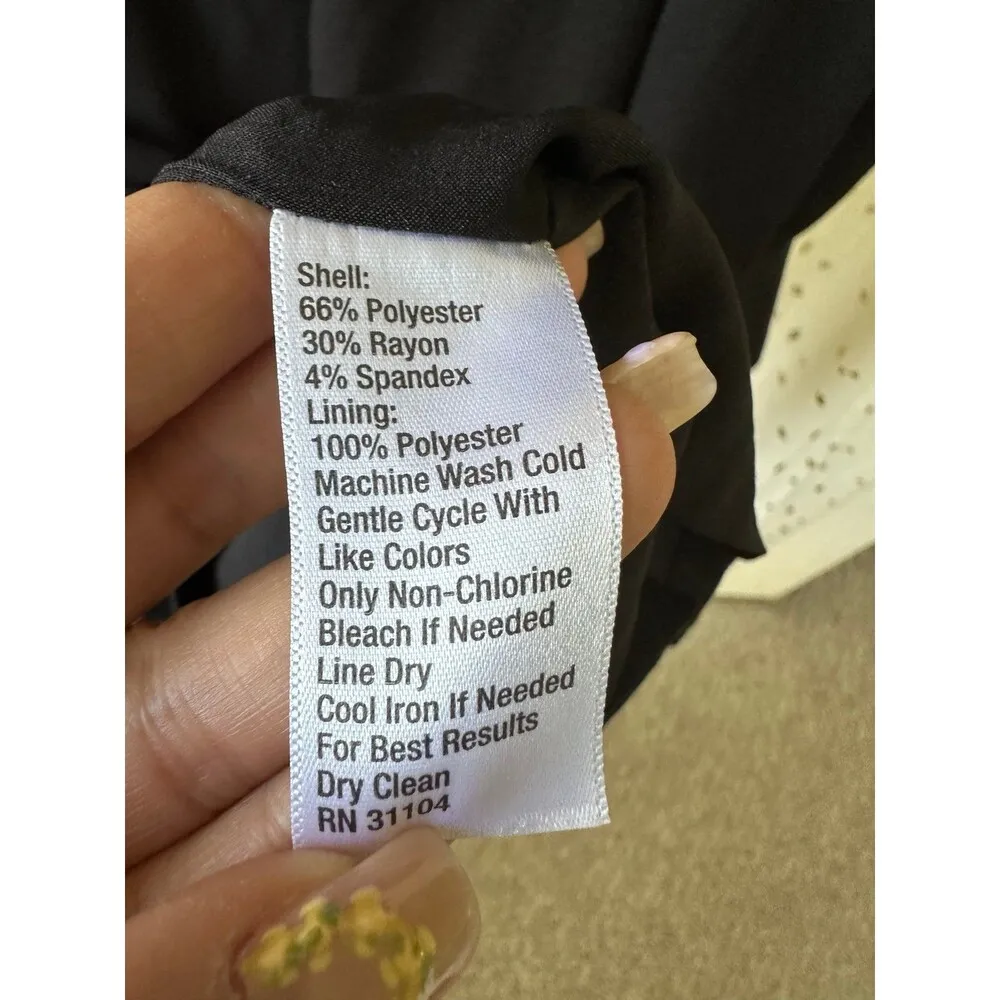 Shell:
66% Polyester
30% Rayon
4% Spandex
Lining:
100% Polyester
Machine Wash Cold
Gentle Cycle With
Like Colors
Only Non-Chlorine
Bleach If Needed
Line Dry
Cool Iron If Needed
For Best Results
Dry Clean
RN 31104